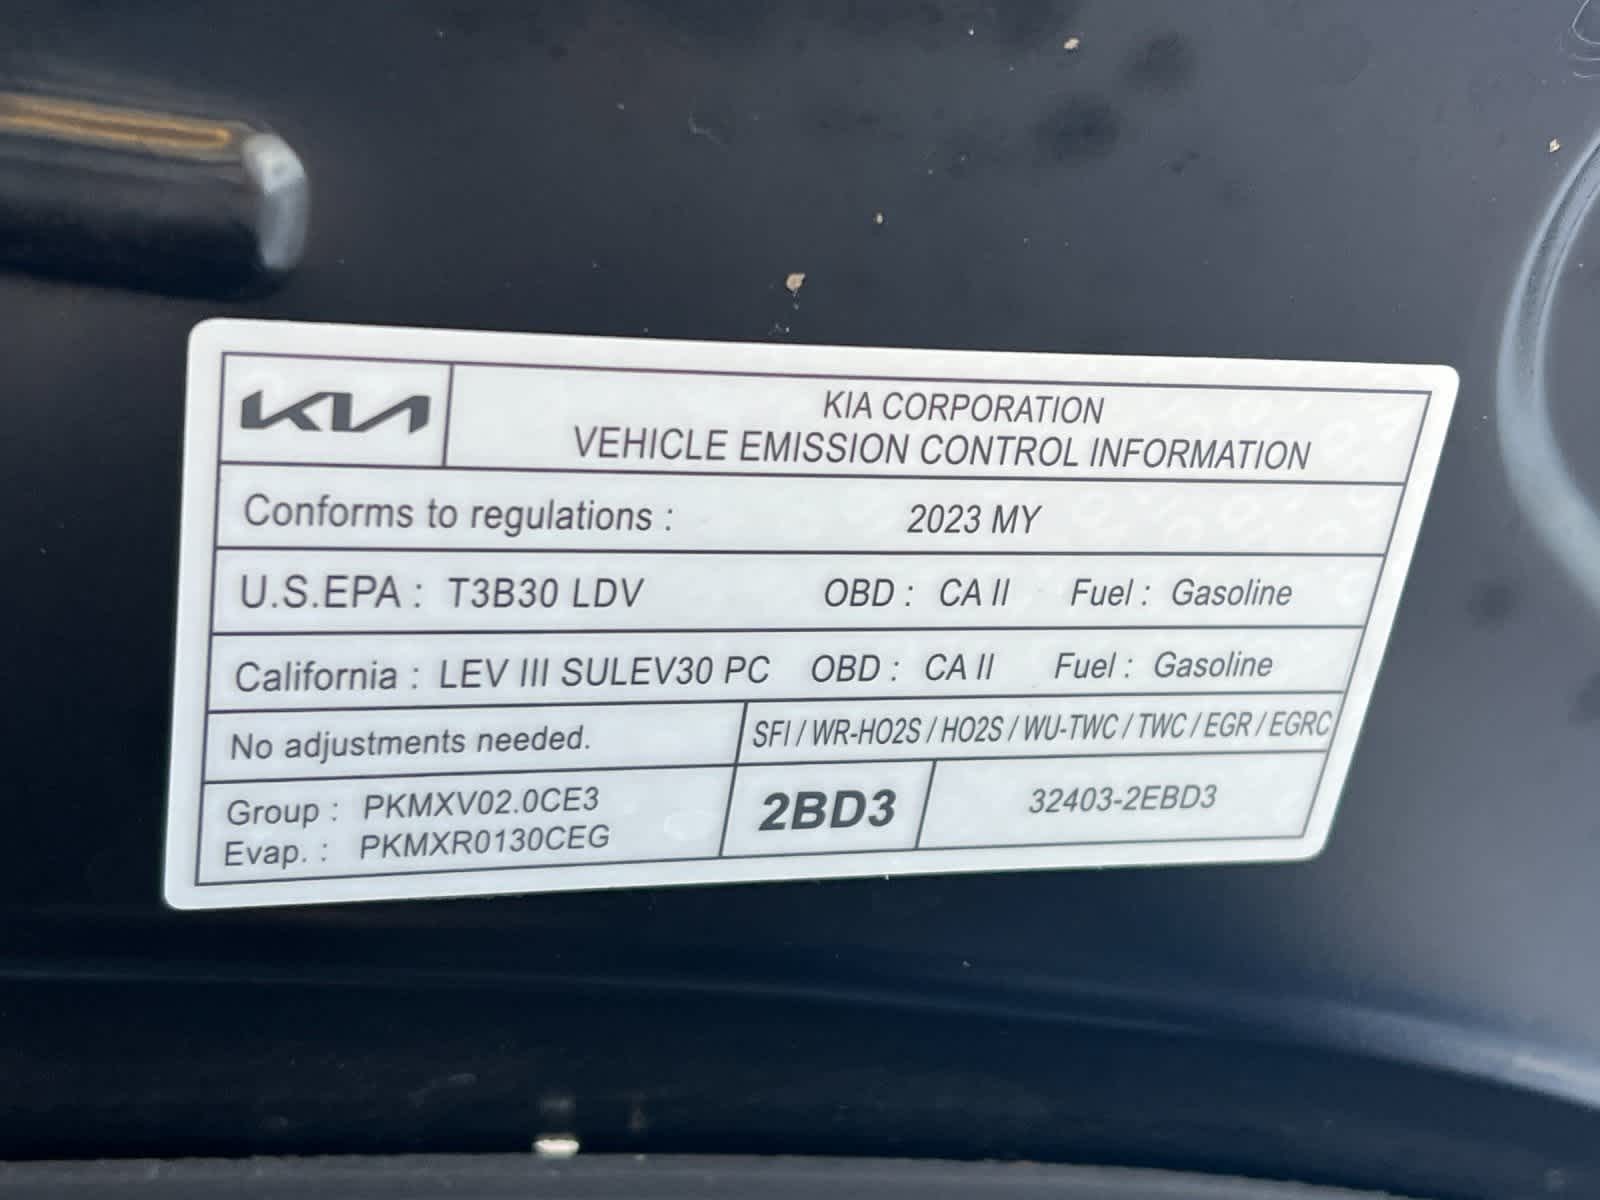 KIA
KIA CORPORATION
VEHICLE EMISSION CONTROL INFORMATION
Conforms to regulations : 2023 MY
U.S.EPA : T3B30 LDV OBD : CA II Fuel : Gasoline
California : LEV III SULEV30 PC OBD : CA II Fuel : Gasoline
No adjustments needed. SFI / WR-HO2S / HO2S / WU-TWC / TWC / EGR / EGRC
Group : PKMXV02.0CE3
Evap. : PKMXR0130CEG
2BD3 32403-2EBD3